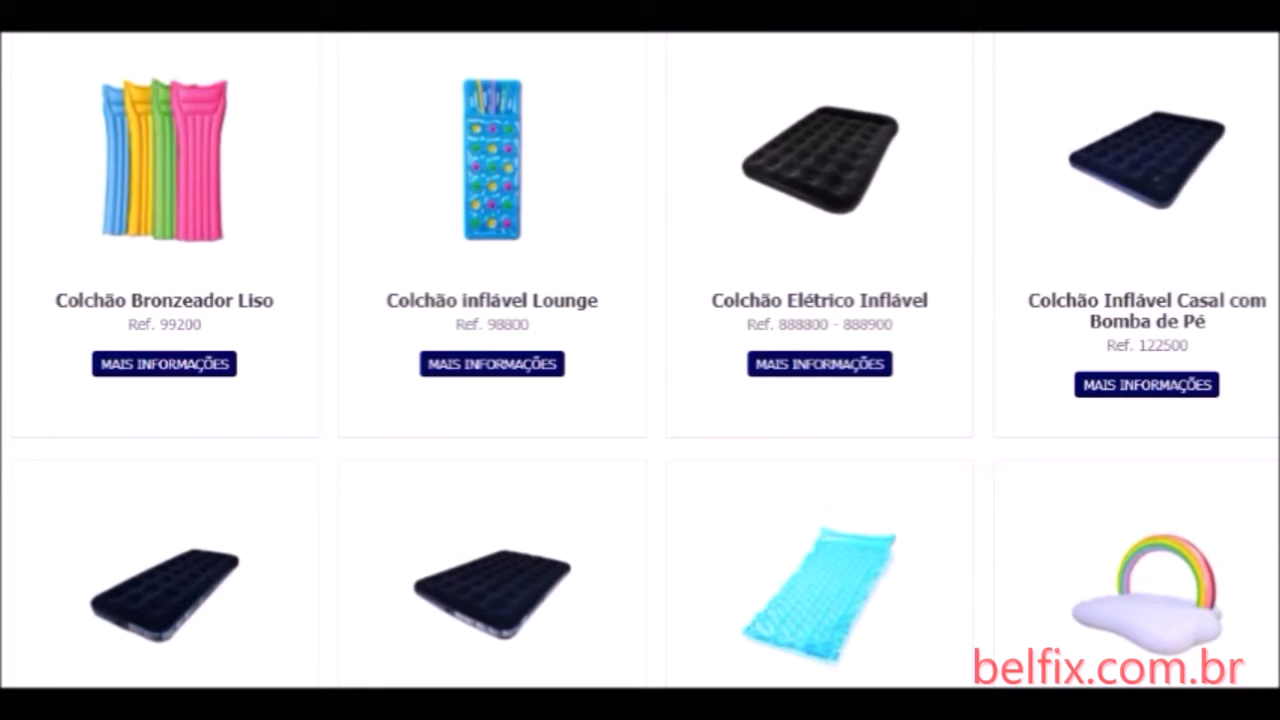 Colchão Bronzeador Liso
Ref. 99200
MAIS INFORMAÇÕES
Colchão inflável Lounge
Ref. 98800
MAIS INFORMAÇÕES
Colchão Elétrico Inflável
Ref. 888800 - 888900
MAIS INFORMAÇÕES
Colchão Inflável Casal com
Bomba de Pé
Ref. 122500
MAIS INFORMAÇÕES
belfix.com.br